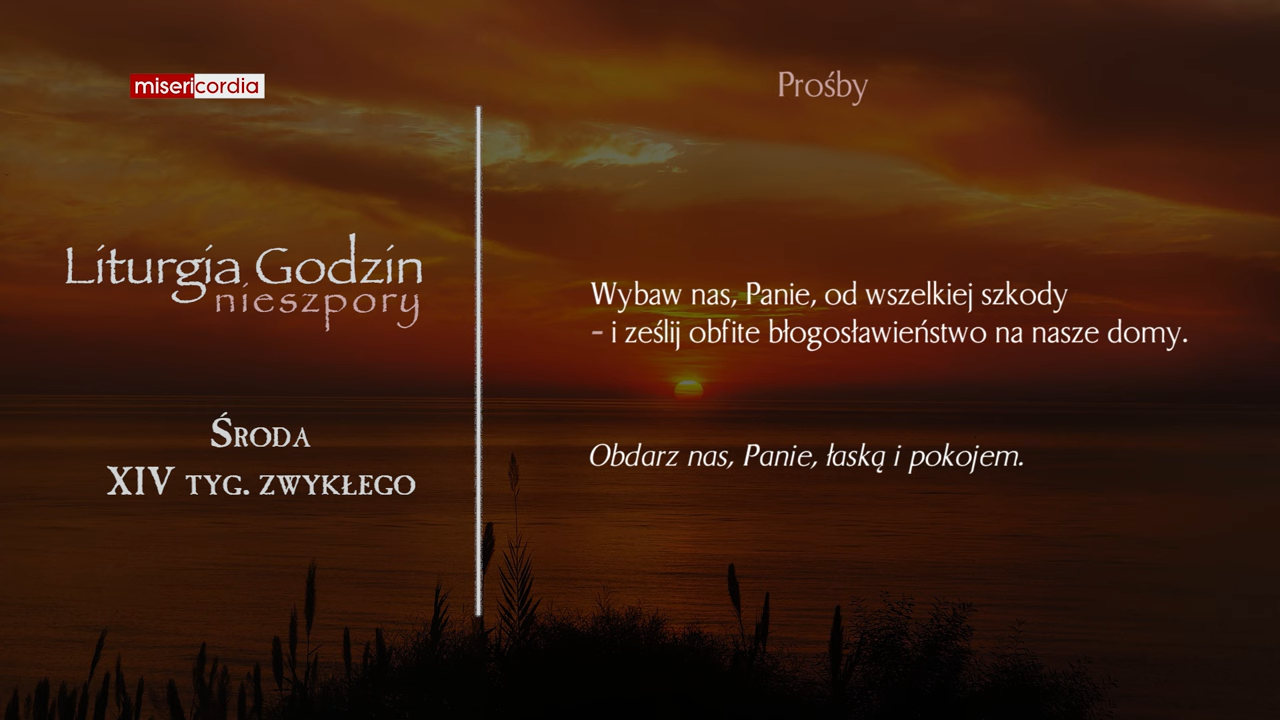 misericordia
Prośby
Liturgia Godzin
nieszpory
Wybaw nas, Panie, od wszelkiej szkody
- i ześlij obfite błogosławieństwo na nasze domy.
Środa
XIV tyg. zwykłego
Obdarz nas, Panie, łaską i pokojem.